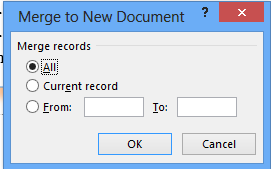 Merge to New Document ?
Merge records
All
Current record
From: To:
OK Cancel